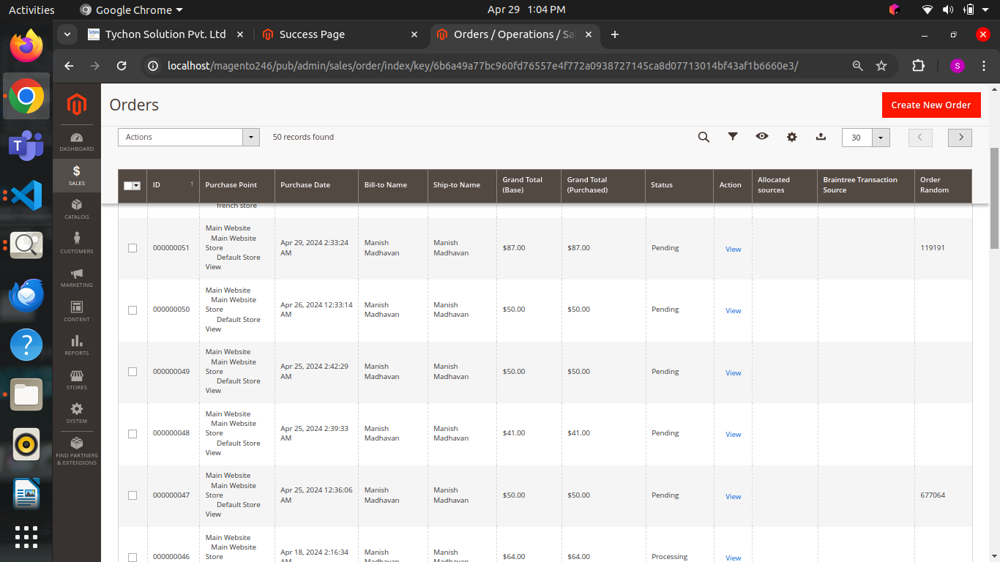 Activities
Google Chrome
Apr 29 1:04 PM
Tychon Solution Pvt. Ltd
Success Page
Orders / Operations / Sal
localhost/magento246/pub/admin/sales/order/index/key/6b6a49a77bc960fd76557e4f772a0938727145ca8d07713014bf43af1b6660e3/
S
Orders
Create New Order
Actions
50 records found
30
DASHBOARD
SALES
CATALOG
CUSTOMERS
MARKETING
CONTENT
REPORTS
STORES
SYSTEM
FIND PARTNERS
& EXTENSIONS
ID
Purchase Point
Purchase Date
Bill-to Name
Ship-to Name
Grand Total
(Base)
Grand Total
(Purchased)
Status
Action
Allocated
sources
Braintree Transaction
Source
Order
Random
french store
000000051
Main Website
Main Website
Store
Default Store
View
Apr 29, 2024 2:33:24
AM
Manish
Madhavan
Manish
Madhavan
$87.00
$87.00
Pending
View
119191
000000050
Main Website
Main Website
Store
Default Store
View
Apr 26, 2024 12:33:14
AM
Manish
Madhavan
Manish
Madhavan
$50.00
$50.00
Pending
View
000000049
Main Website
Main Website
Store
Default Store
View
Apr 25, 2024 2:42:29
AM
Manish
Madhavan
Manish
Madhavan
$50.00
$50.00
Pending
View
000000048
Main Website
Main Website
Store
Default Store
View
Apr 25, 2024 2:39:33
AM
Manish
Madhavan
Manish
Madhavan
$41.00
$41.00
Pending
View
000000047
Main Website
Main Website
Store
Default Store
View
Apr 25, 2024 12:36:06
AM
Manish
Madhavan
Manish
Madhavan
$50.00
$50.00
Pending
View
677064
000000046
Main Website
Main Website
Store
Apr 18, 2024 2:16:34
AM
Manish
Madhavan
Manish
Madhavan
$64.00
$64.00
Processing
View